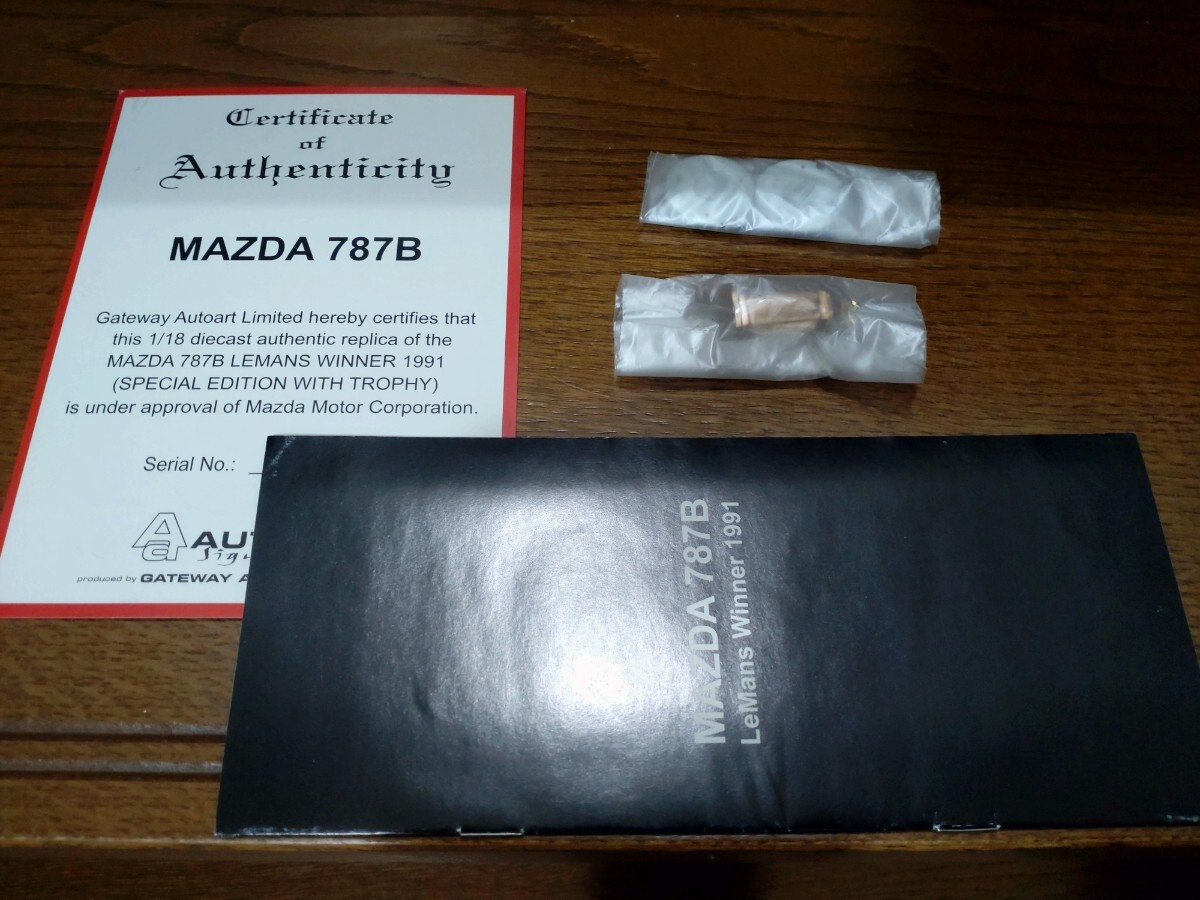 Certificate
of
Authenticity
MAZDA 787B
Gateway Autoart Limited hereby certifies that
this 1/18 diecast authentic replica of the
MAZDA 787B LEMANS WINNER 1991
(SPECIAL EDITION WITH TROPHY)
is under approval of Mazda Motor Corporation.
Serial No.:
Aa
produced by GATEWAY
MAZDA 787B
LeMans Winner 1991